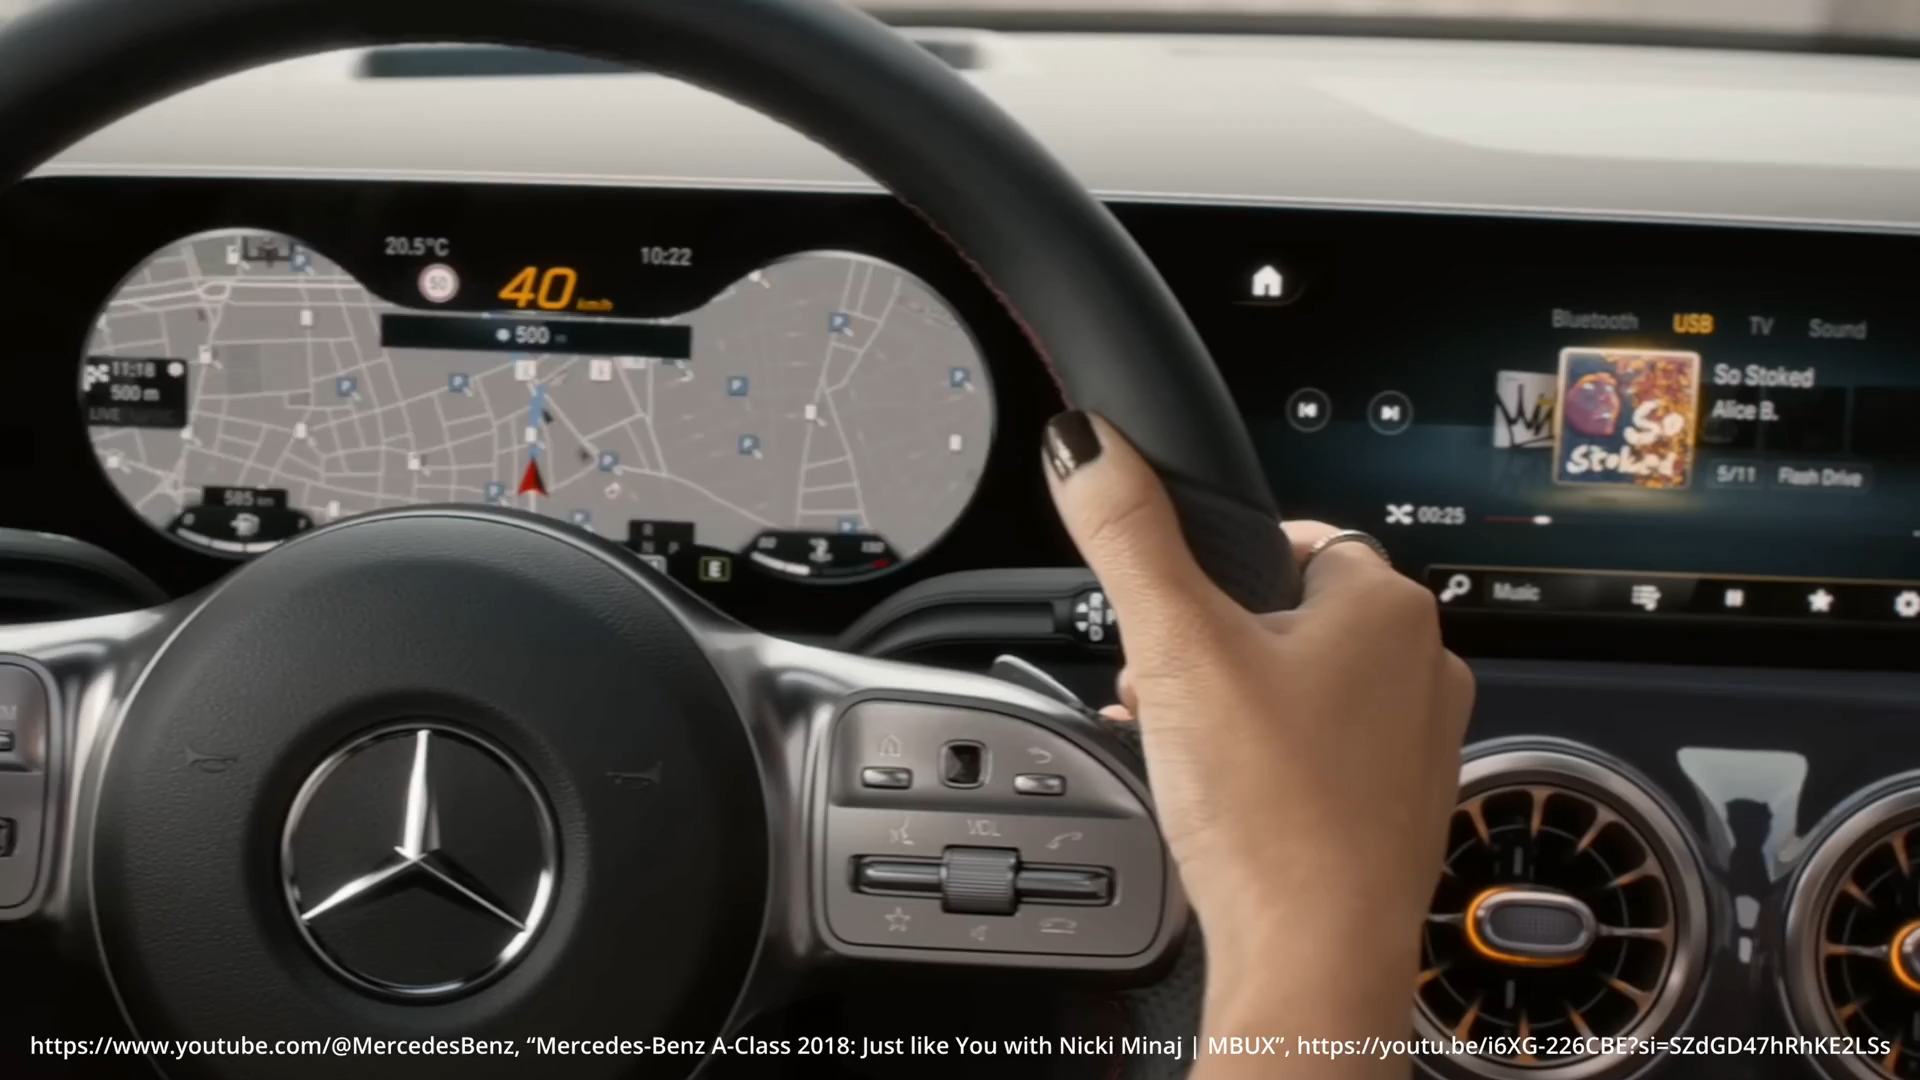 20.5°C
10:22
50
40 km/h
500 m
11:18
500 m
LIVE
585 km
E
R
N
D
P
Bluetooth USB TV Sound
So Stoked
Alice B.
So
Stoked
5/11 Flash Drive
00:25
Music
VOL
https://www.youtube.com/@MercedesBenz, “Mercedes-Benz A-Class 2018: Just like You with Nicki Minaj | MBUX”, https://youtu.be/i6XG-226CBE?si=SZdGD47hRhKE2LSs